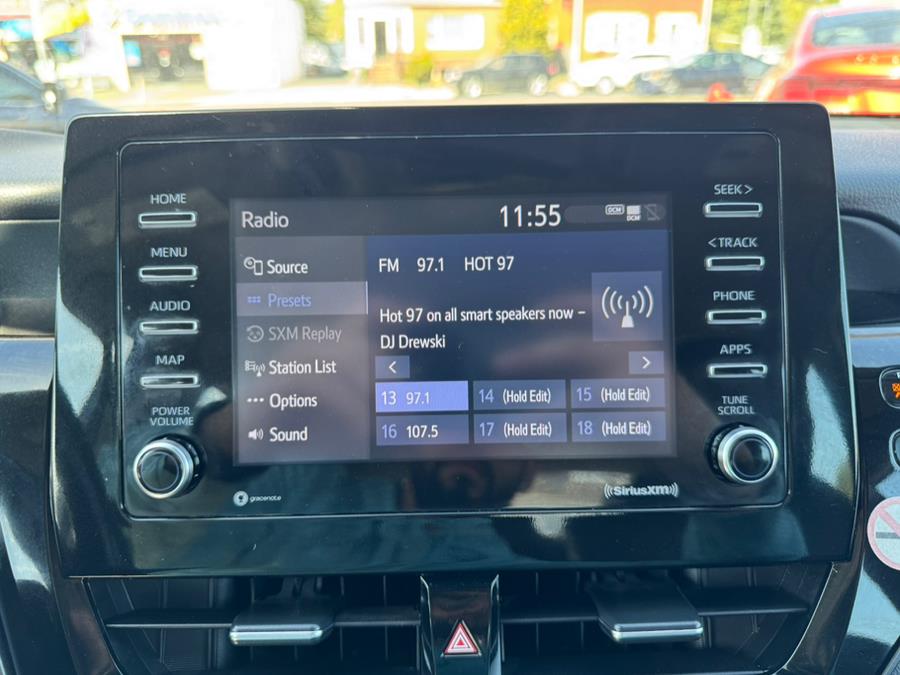 HOME
MENU
AUDIO
MAP
POWER
VOLUME
Radio
11:55
DCM
DCM
Source
Presets
SXM Replay
Station List
Options
Sound
FM 97.1 HOT 97
Hot 97 on all smart speakers now –
DJ Drewski
<
>
13 97.1
14 (Hold Edit)
15 (Hold Edit)
16 107.5
17 (Hold Edit)
18 (Hold Edit)
gracenote
SiriusXM
SEEK >
< TRACK
PHONE
APPS
TUNE
SCROLL